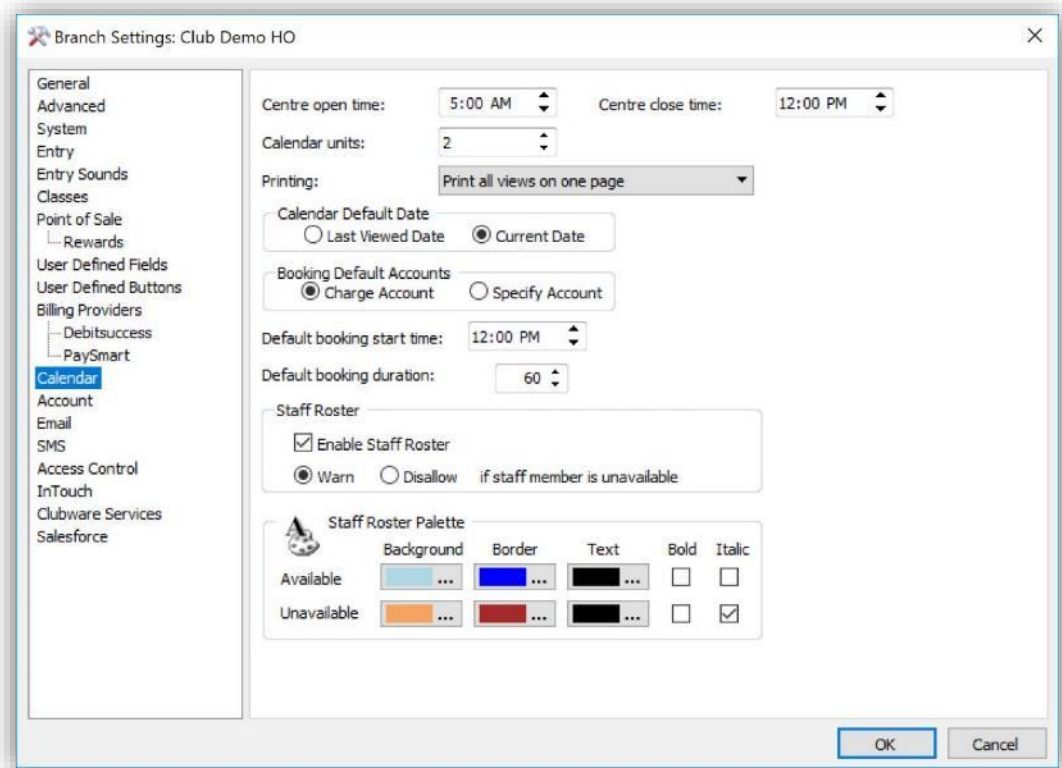 Branch Settings: Club Demo HO
General
Advanced
System
Entry
Entry Sounds
Classes
Point of Sale
Rewards
User Defined Fields
User Defined Buttons
Billing Providers
Debitsuccess
PaySmart
Calendar
Account
Email
SMS
Access Control
InTouch
Clubware Services
Salesforce
Centre open time: 5:00 AM Centre close time: 12:00 PM
Calendar units: 2
Printing: Print all views on one page
Calendar Default Date
Last Viewed Date Current Date
Booking Default Accounts
Charge Account Specify Account
Default booking start time: 12:00 PM
Default booking duration: 60
Staff Roster
Enable Staff Roster
Warn Disallow if staff member is unavailable
Staff Roster Palette
Background Border Text Bold Italic
Available ... ... ...
Unavailable ... ... ...
OK Cancel